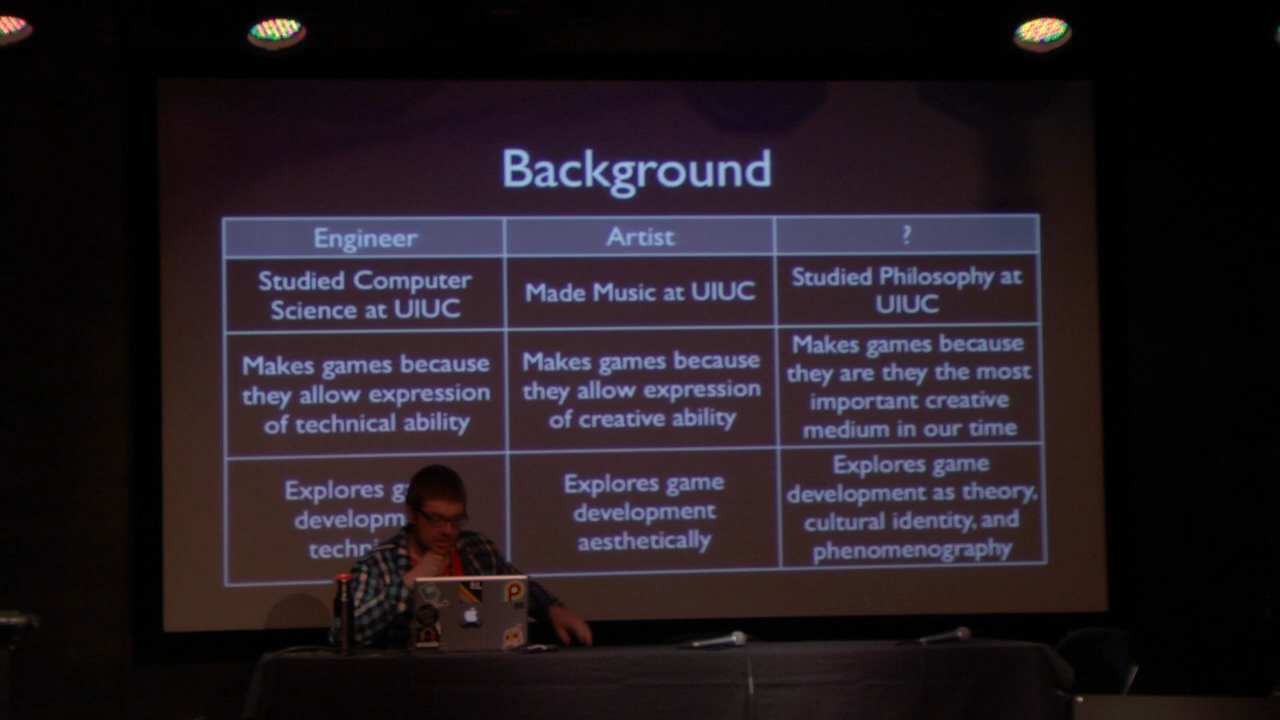 Background
Engineer
Artist
?
Studied Computer
Science at UIUC
Made Music at UIUC
Studied Philosophy at
UIUC
Makes games because
they allow expression
of technical ability
Makes games because
they allow expression
of creative ability
Makes games because
they are they the most
important creative
medium in our time
Explores
Explores game
development
aesthetically
Explores game
development as theory,
cultural identity, and
phenomenography